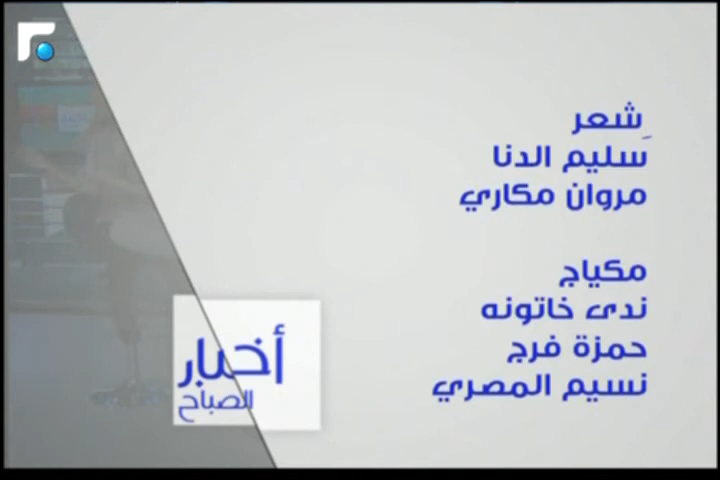 شعر
سليم الدنا
مروان مكاري
مكياج
ندى خاتونه
حمزة فرج
نسيم المصري
أخبار
الصباح